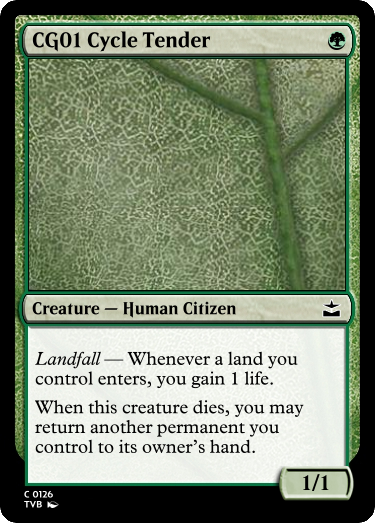 CG01 Cycle Tender
Creature — Human Citizen
Landfall — Whenever a land you
control enters, you gain 1 life.
When this creature dies, you may
return another permanent you
control to its owner's hand.
1/1
C 0126
TVB